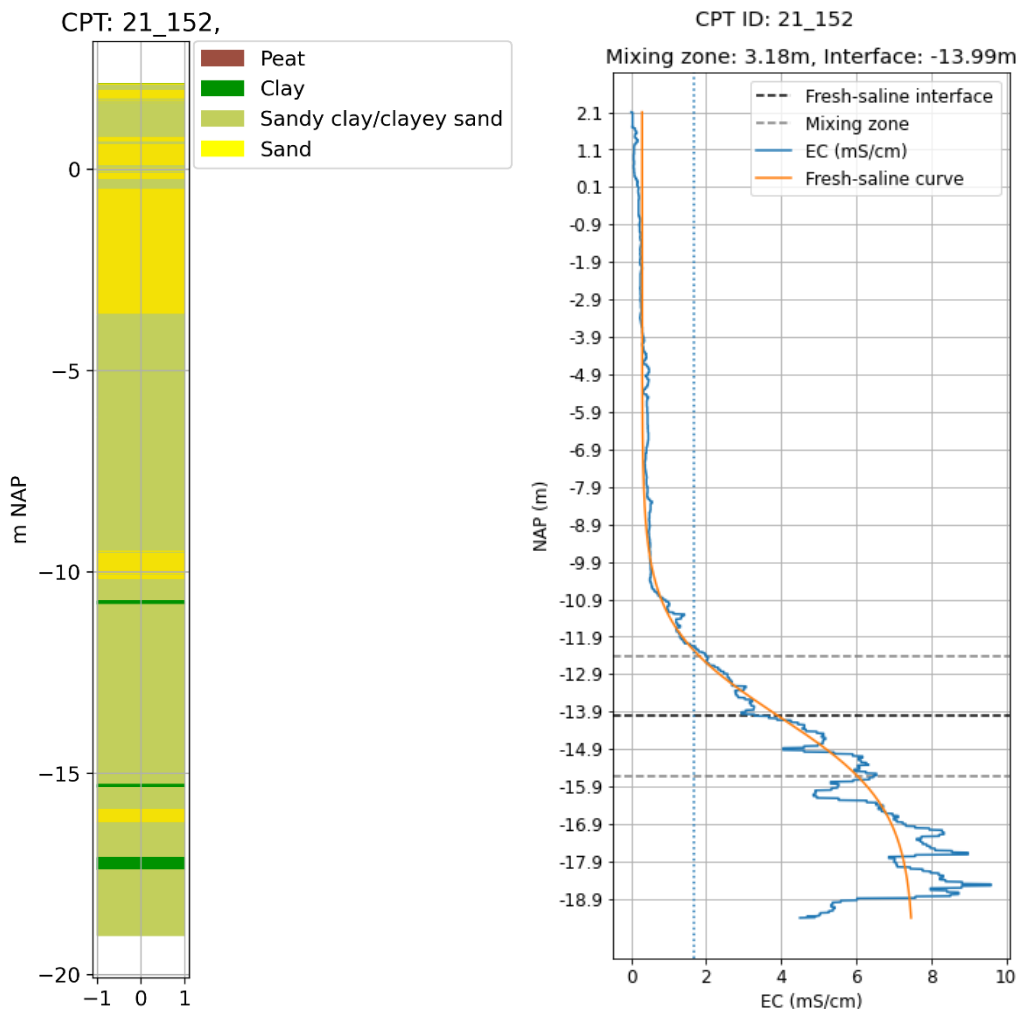 CPT: 21_152,
Peat
Clay
Sandy clay/clayey sand
Sand
0
−5
−10
−15
−20
m NAP
−1 0 1
CPT ID: 21_152
Mixing zone: 3.18m, Interface: -13.99m
Fresh-saline interface
Mixing zone
EC (mS/cm)
Fresh-saline curve
2.1
1.1
0.1
-0.9
-1.9
-2.9
-3.9
-4.9
-5.9
-6.9
-7.9
-8.9
-9.9
-10.9
-11.9
-12.9
-13.9
-14.9
-15.9
-16.9
-17.9
-18.9
NAP (m)
0 2 4 6 8 10
EC (mS/cm)